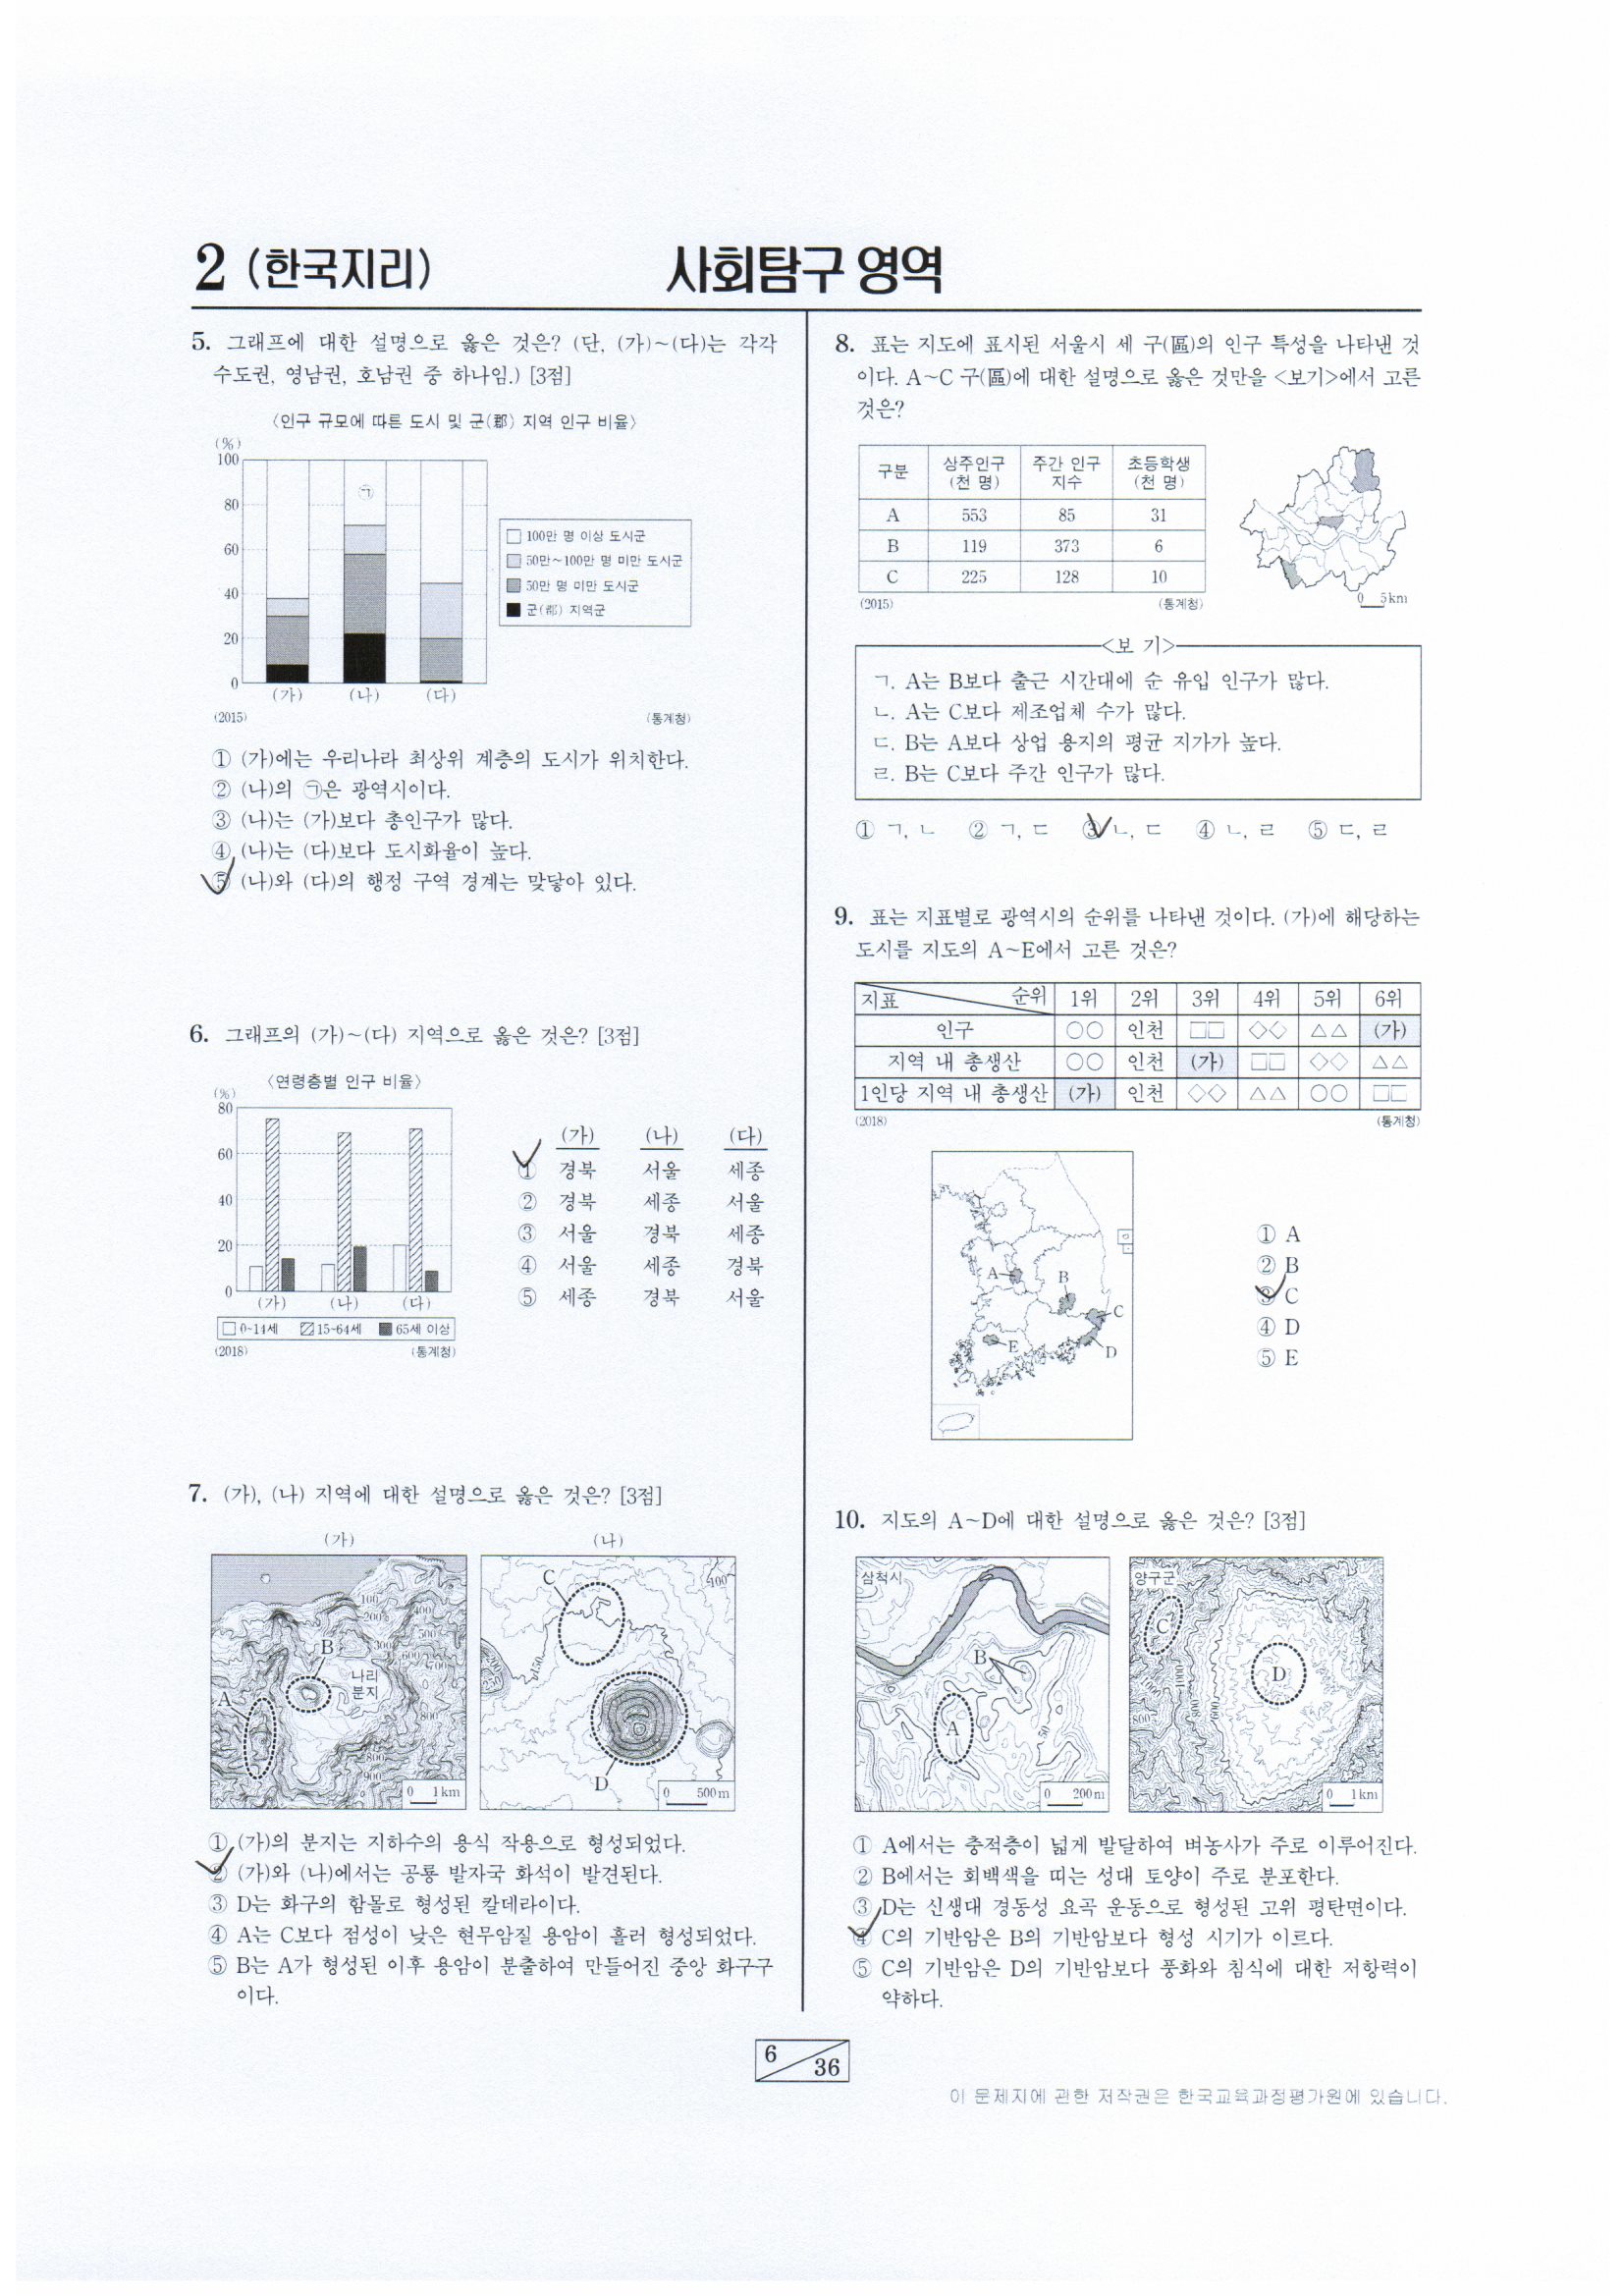 2 (한국지리)
사회탐구 영역
5. 그래프에 대한 설명으로 옳은 것은? (단, (가)~(다)는 각각
수도권, 영남권, 호남권 중 하나임.) [3점]
〈인구 규모에 따른 도시 및 군(郡) 지역 인구 비율〉
(%)
100
80
60
40
20
0
㉠
(가) (나) (다)
100만 명 이상 도시군
50만~100만 명 미만 도시군
50만 명 미만 도시군
군(郡) 지역군
(2015) (통계청)
① (가)에는 우리나라 최상위 계층의 도시가 위치한다.
② (나)의 ㉠은 광역시이다.
③ (나)는 (가)보다 총인구가 많다.
④ (나)는 (다)보다 도시화율이 높다.
⑤ (나)와 (다)의 행정 구역 경계는 맞닿아 있다.
6. 그래프의 (가)~(다) 지역으로 옳은 것은? [3점]
〈연령층별 인구 비율〉
(%)
80
60
40
20
0
(가) (나) (다)
0~14세 15~64세 65세 이상
(2018) (통계청)
(가) (나) (다)
① 경북 서울 세종
② 경북 세종 서울
③ 서울 경북 세종
④ 서울 세종 경북
⑤ 세종 경북 서울
7. (가), (나) 지역에 대한 설명으로 옳은 것은? [3점]
(가) (나)
100
200
300
400
500
600
700
800
800
900
A
B
나리
분지
0 1km
C
D
100
150
200
250
0 500m
① (가)의 분지는 지하수의 용식 작용으로 형성되었다.
② (가)와 (나)에서는 공룡 발자국 화석이 발견된다.
③ D는 화구의 함몰로 형성된 칼데라이다.
④ A는 C보다 점성이 낮은 현무암질 용암이 흘러 형성되었다.
⑤ B는 A가 형성된 이후 용암이 분출하여 만들어진 중앙 화구구
이다.
8. 표는 지도에 표시된 서울시 세 구(區)의 인구 특성을 나타낸 것
이다. A~C 구(區)에 대한 설명으로 옳은 것만을 <보기>에서 고른
것은?
구분 상주인구 (천 명) 주간 인구 지수 초등학생 (천 명)
A 553 85 31
B 119 373 6
C 225 128 10
(2015) (통계청)
0 5km
<보 기>
ㄱ. A는 B보다 출근 시간대에 순 유입 인구가 많다.
ㄴ. A는 C보다 제조업체 수가 많다.
ㄷ. B는 A보다 상업 용지의 평균 지가가 높다.
ㄹ. B는 C보다 주간 인구가 많다.
① ㄱ, ㄴ ② ㄱ, ㄷ ③ ㄴ, ㄷ ④ ㄴ, ㄹ ⑤ ㄷ, ㄹ
9. 표는 지표별로 광역시의 순위를 나타낸 것이다. (가)에 해당하는
도시를 지도의 A~E에서 고른 것은?
지표 순위 1위 2위 3위 4위 5위 6위
인구 ○○ 인천 □□ ◇◇ △△ (가)
지역 내 총생산 ○○ 인천 (가) □□ ◇◇ △△
1인당 지역 내 총생산 (가) 인천 ◇◇ △△ ○○ □□
(2018) (통계청)
A
B
C
D
E
① A
② B
③ C
④ D
⑤ E
10. 지도의 A~D에 대한 설명으로 옳은 것은? [3점]
삼척시
A
B
50
0 200m
양구군
C
D
1000
1100
800
900
0 1km
① A에서는 충적층이 넓게 발달하여 벼농사가 주로 이루어진다.
② B에서는 회백색을 띠는 성대 토양이 주로 분포한다.
③ D는 신생대 경동성 요곡 운동으로 형성된 고위 평탄면이다.
④ C의 기반암은 B의 기반암보다 형성 시기가 이르다.
⑤ C의 기반암은 D의 기반암보다 풍화와 침식에 대한 저항력이
약하다.
6
36
이 문제지에 관한 저작권은 한국교육과정평가원에 있습니다.